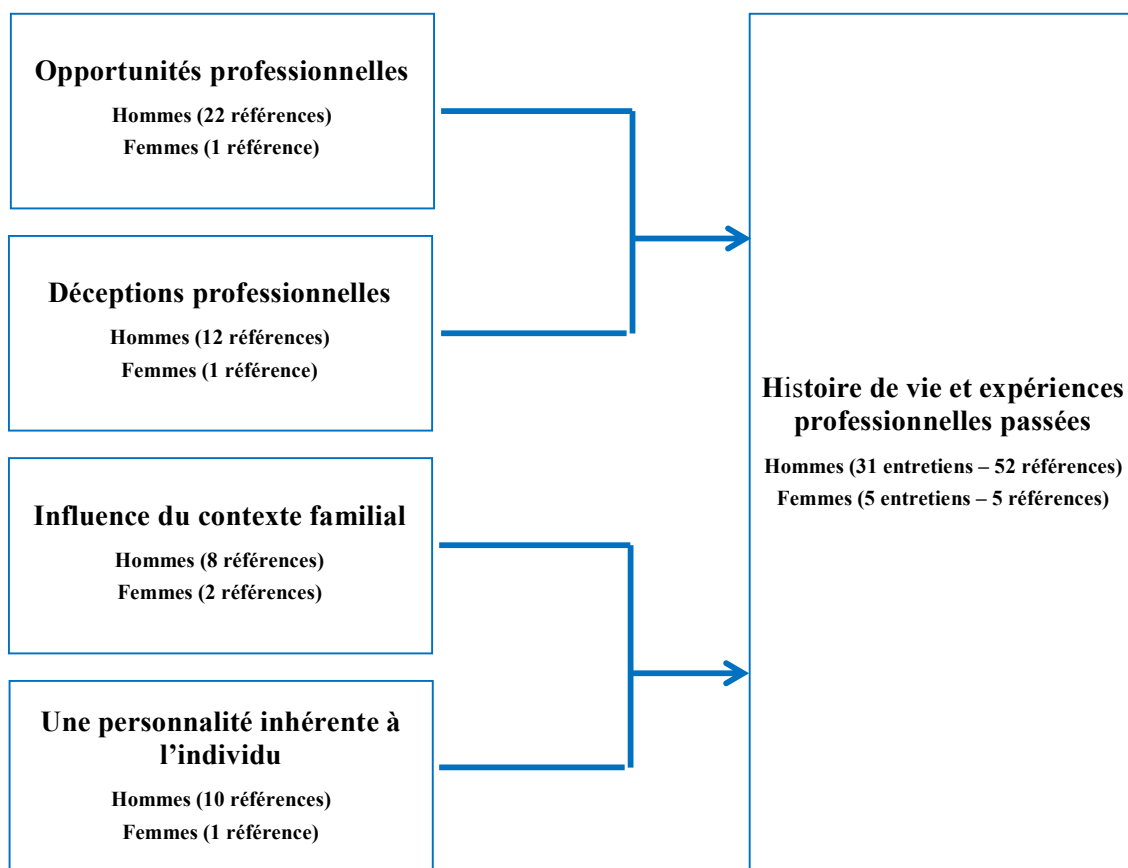 Opportunités professionnelles
Hommes (22 références)
Femmes (1 référence)
Déceptions professionnelles
Hommes (12 références)
Femmes (1 référence)
Influence du contexte familial
Hommes (8 références)
Femmes (2 références)
Une personnalité inhérente à
l’individu
Hommes (10 références)
Femmes (1 référence)
Histoire de vie et expériences
professionnelles passées
Hommes (31 entretiens – 52 références)
Femmes (5 entretiens – 5 références)